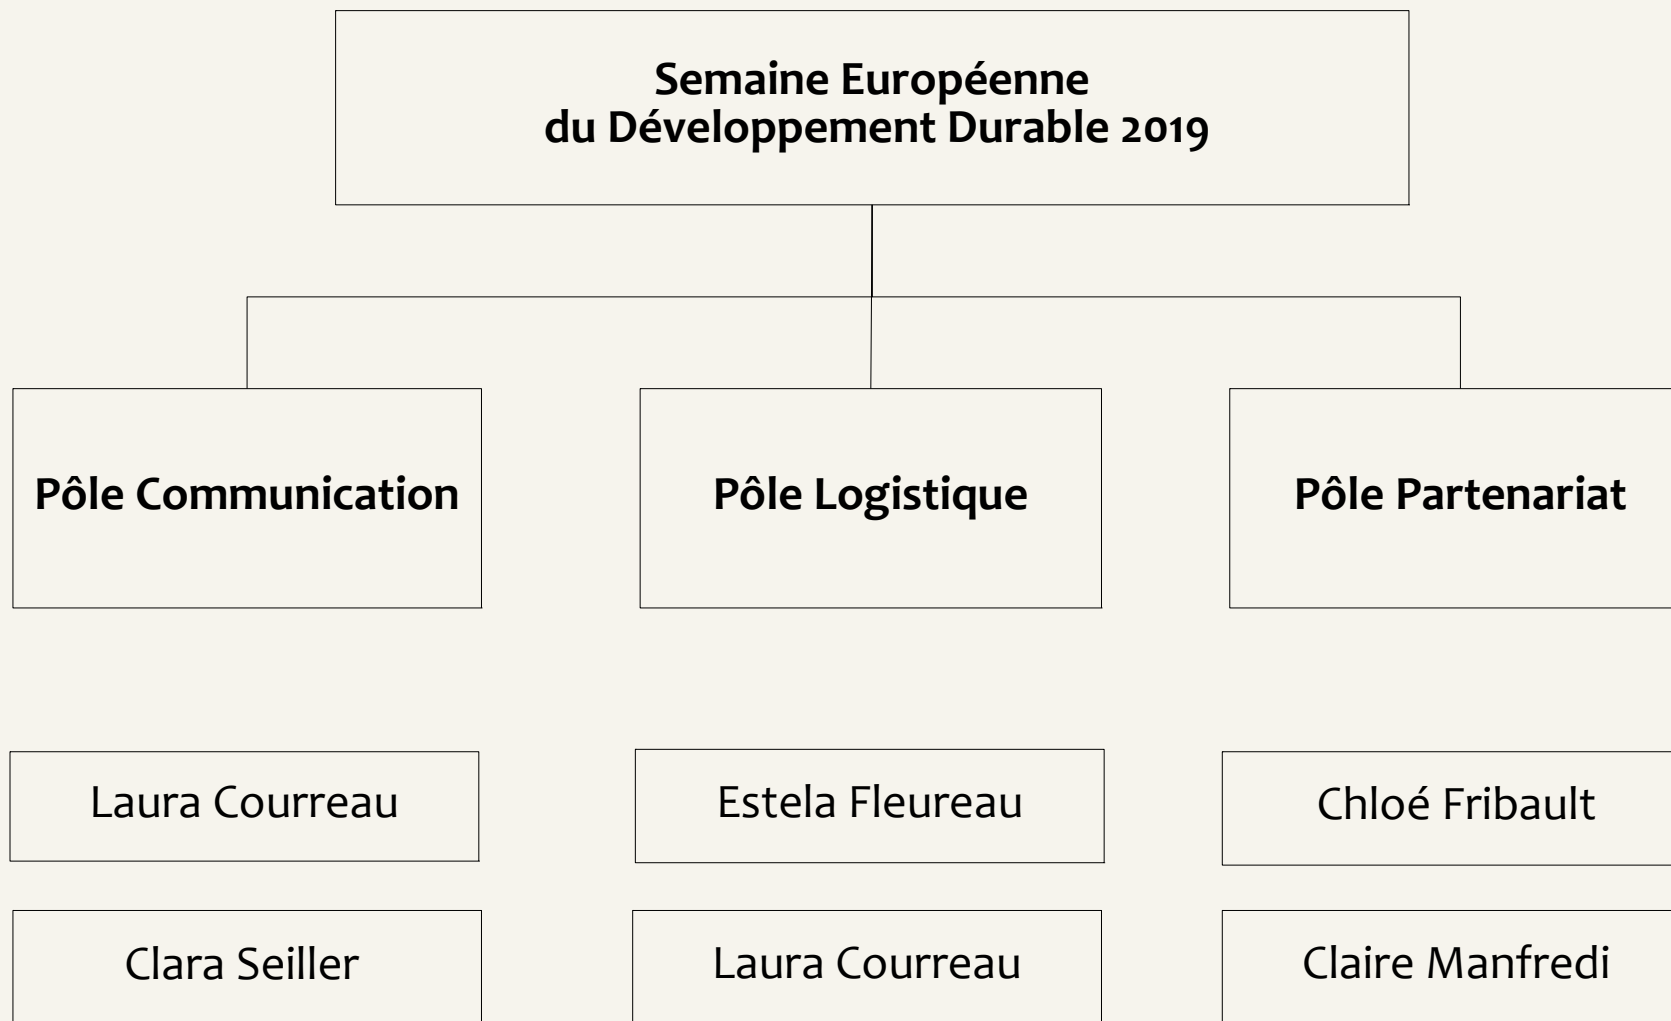 Semaine Européenne
du Développement Durable 2019
Pôle Communication
Pôle Logistique
Pôle Partenariat
Laura Courreau
Estela Fleureau
Chloé Fribault
Clara Seiller
Laura Courreau
Claire Manfredi